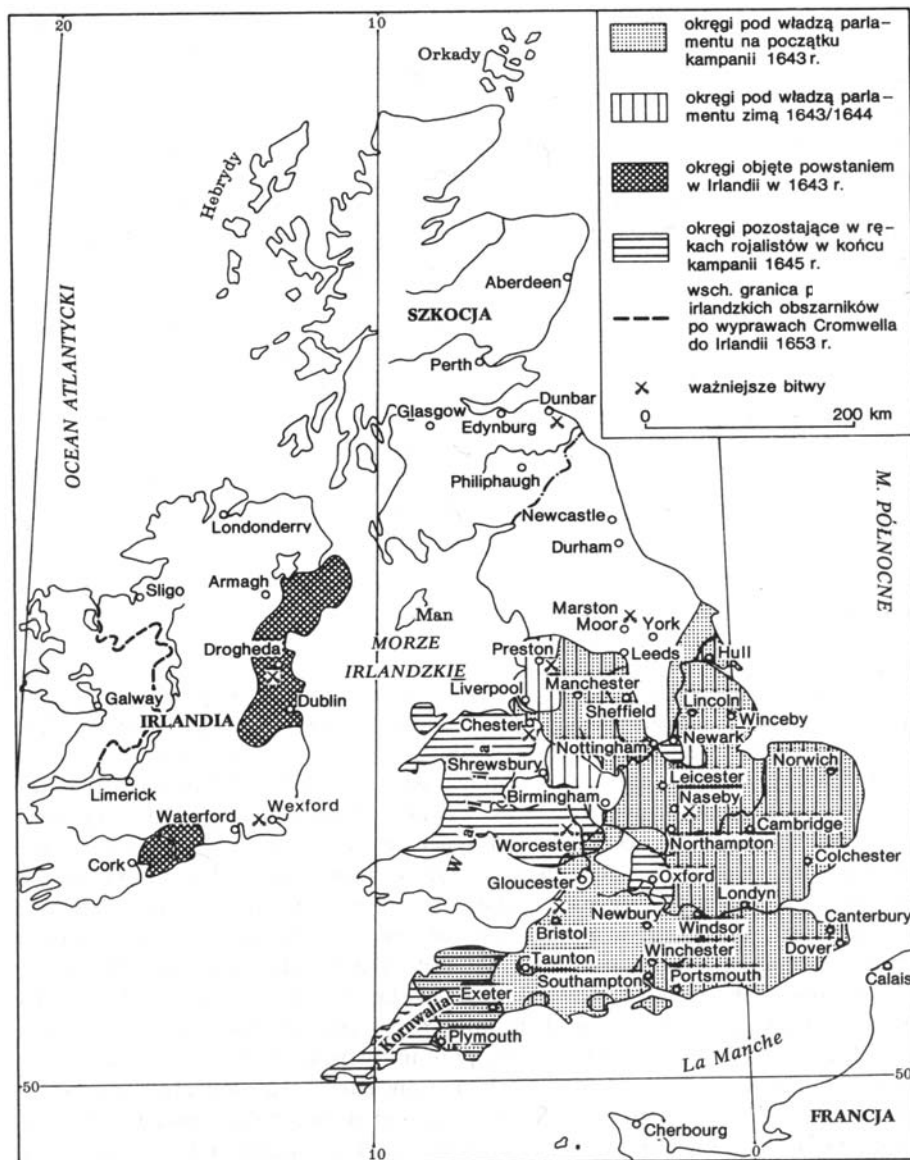 20
10
okręgi pod władzą parla-
mentu na początku
kampanii 1643 r.
okręgi pod władzą parla-
mentu zimą 1643/1644
okręgi objęte powstaniem
w Irlandii w 1643 r.
okręgi pozostające w rę-
kach rojalistów w końcu
kampanii 1645 r.
wsch. granica p
irlandzkich obszarników
po wyprawach Cromwella
do Irlandii 1653 r.
ważniejsze bitwy
0 200 km
Orkady
Hebrydy
OCEAN ATLANTYCKI
Aberdeen
SZKOCJA
Perth
Dunbar
Glasgow
Edynburg
Philiphaugh
M. PÓŁNOCNE
Newcastle
Durham
Londonderry
Sligo
Armagh
Man
Marston
Moor
York
Drogheda
MORZE
IRLANDZKIE
Preston
Leeds
Hull
Galway
IRLANDIA
Dublin
Liverpool
Manchester
Sheffield
Lincoln
Winceby
Chester
Newark
Nottingham
Norwich
Limerick
Shrewsbury
Leicester
Walia
Birmingham
Naseby
Waterford
Wexford
Worcester
Northampton
Cambridge
Cork
Colchester
Gloucester
Oxford
Londyn
Bristol
Newbury
Windsor
Canterbury
Taunton
Winchester
Dover
Southampton
Portsmouth
Calais
Exeter
Kornwalia
Plymouth
La Manche
50
50
FRANCJA
Cherbourg
10
0